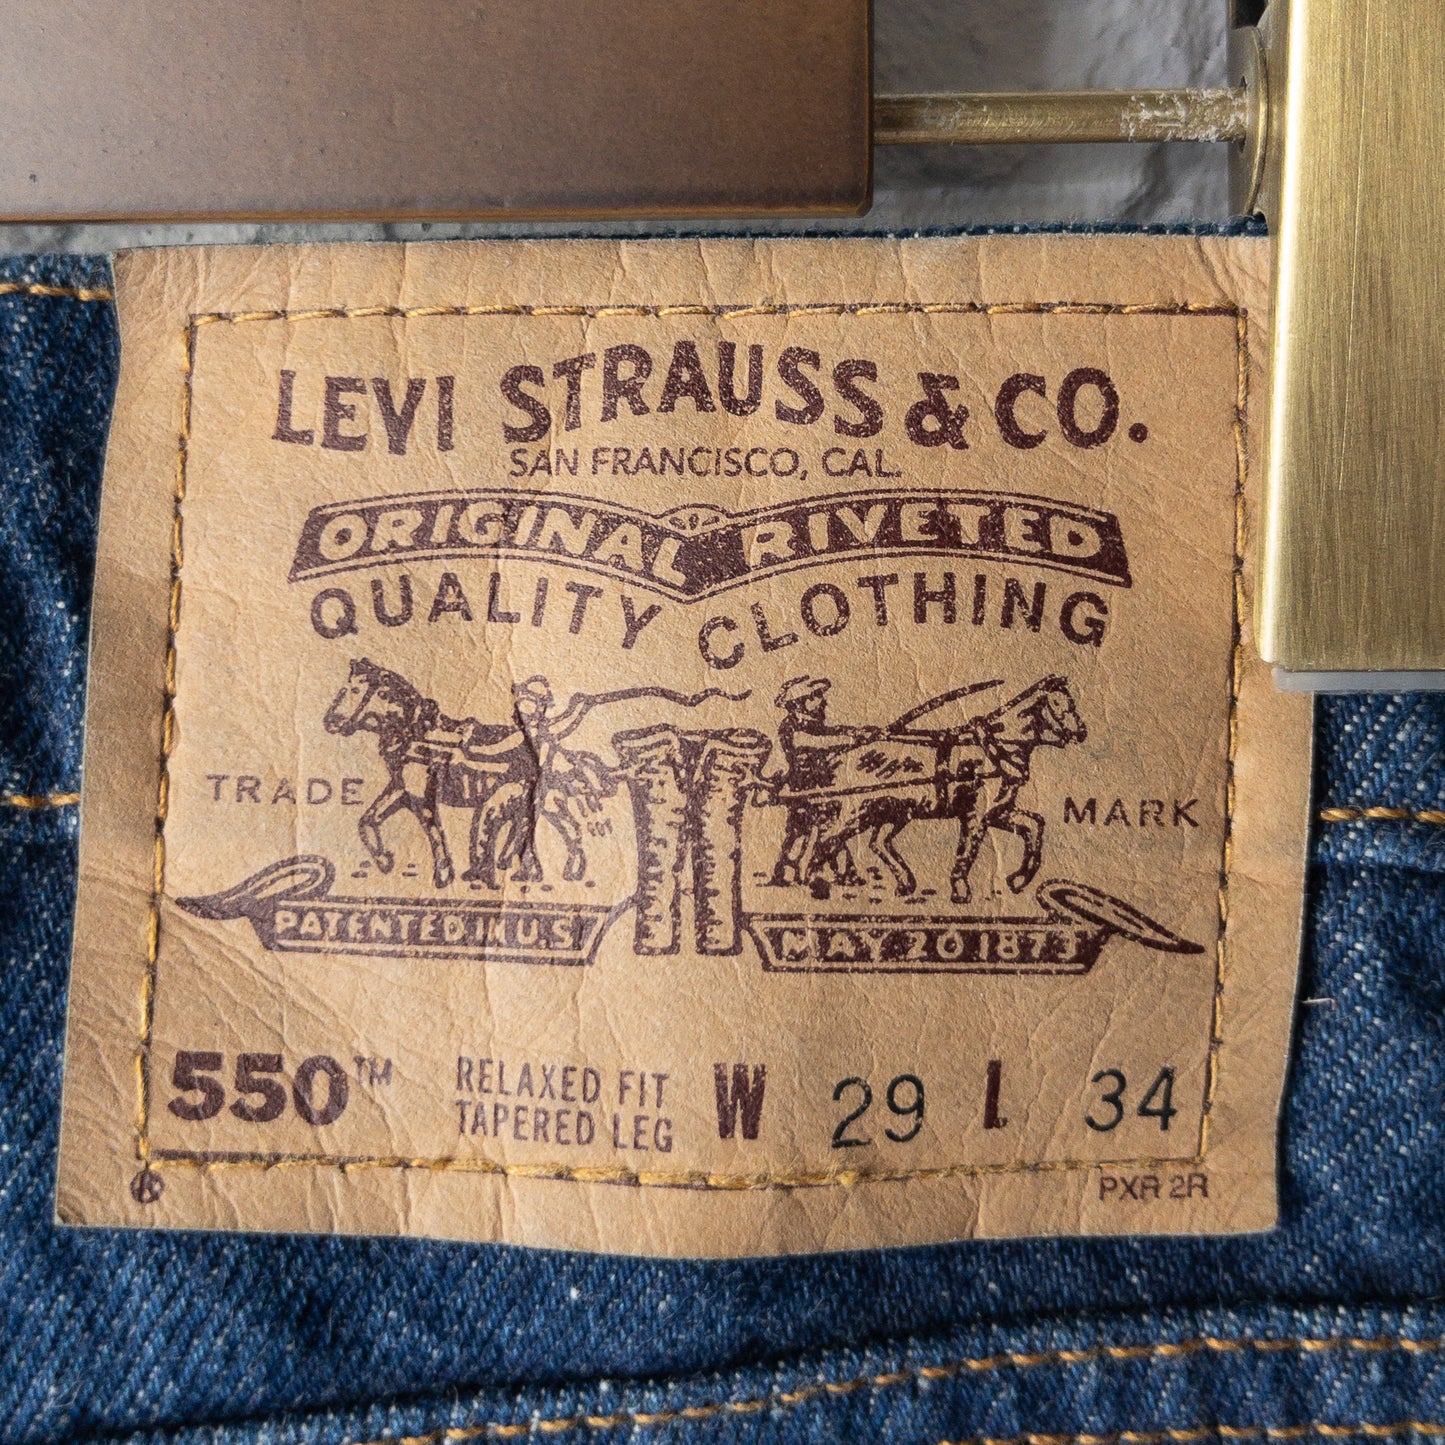 LEVI STRAUSS & CO.
SAN FRANCISCO, CAL.
ORIGINAL RIVETED
QUALITY CLOTHING
TRADE MARK
PATENTED IN U.S.
MAY 20 1873
550™ RELAXED FIT W 29 L 34
TAPERED LEG
® PXR 2R